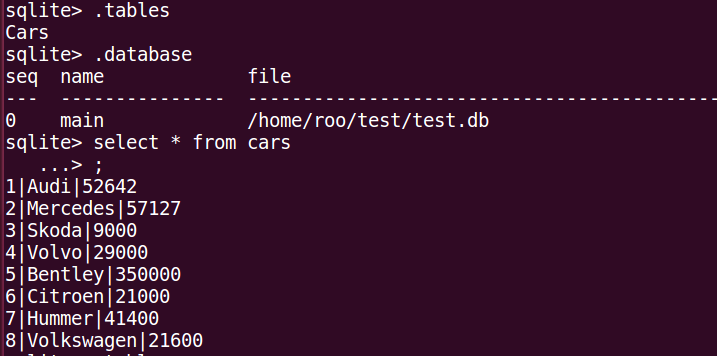 sqlite> .tables
Cars
sqlite> .database
seq  name             file
---  ---------------  -------------------------------------------
0    main             /home/roo/test/test.db
sqlite> select * from cars
   ...> ;
1|Audi|52642
2|Mercedes|57127
3|Skoda|9000
4|Volvo|29000
5|Bentley|350000
6|Citroen|21000
7|Hummer|41400
8|Volkswagen|21600